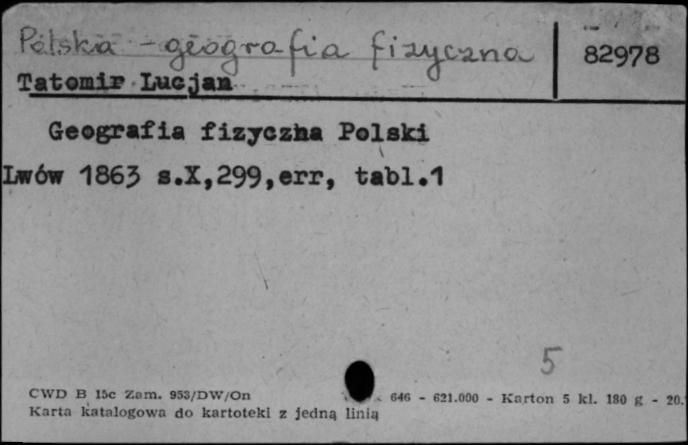 Polska - geografia fizyczna
82978
Tatomir Lucjan
Geografia fizyczna Polski
Lwów 1863 s.X,299,err, tabl.1
5
CWD B 15c Zam. 953/DW/On 646 - 621.000 - Karton 5 kl. 180 g - 20.
Karta katalogowa do kartoteki z jedną linią